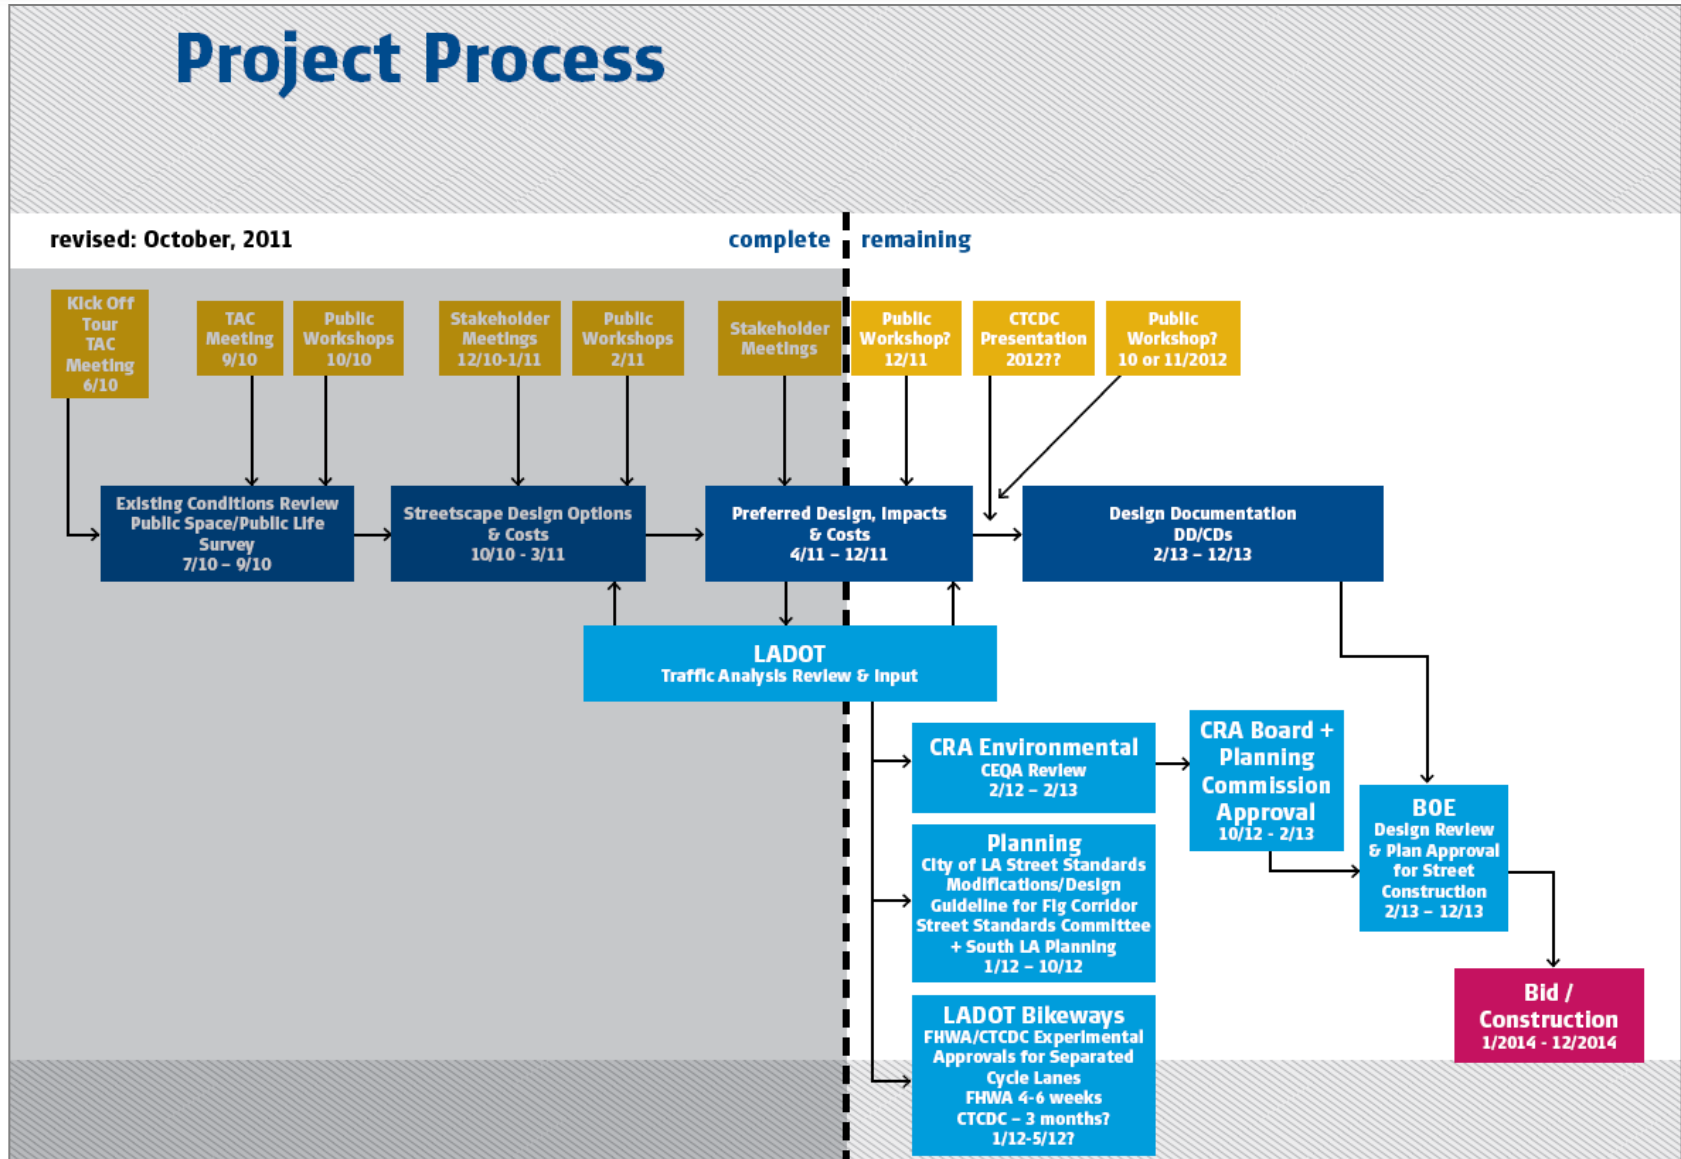 Project Process
revised: October, 2011
complete
remaining
Kick Off
Tour
TAC
Meeting
6/10
TAC
Meeting
9/10
Public
Workshops
10/10
Stakeholder
Meetings
12/10-1/11
Public
Workshops
2/11
Stakeholder
Meetings
Public
Workshop?
12/11
CTCDC
Presentation
2012??
Public
Workshop?
10 or 11/2012
Existing Conditions Review
Public Space/Public Life
Survey
7/10 – 9/10
Streetscape Design Options
& Costs
10/10 - 3/11
Preferred Design, Impacts
& Costs
4/11 – 12/11
Design Documentation
DD/CDs
2/13 – 12/13
LADOT
Traffic Analysis Review & Input
CRA Environmental
CEQA Review
2/12 – 2/13
CRA Board +
Planning
Commission
Approval
10/12 - 2/13
Planning
City of LA Street Standards
Modifications/Design
Guideline for Fig Corridor
Street Standards Committee
+ South LA Planning
1/12 – 10/12
BOE
Design Review
& Plan Approval
for Street
Construction
2/13 – 12/13
LADOT Bikeways
FHWA/CTCDC Experimental
Approvals for Separated
Cycle Lanes
FHWA 4-6 weeks
CTCDC – 3 months?
1/12-5/12?
Bid /
Construction
1/2014 - 12/2014